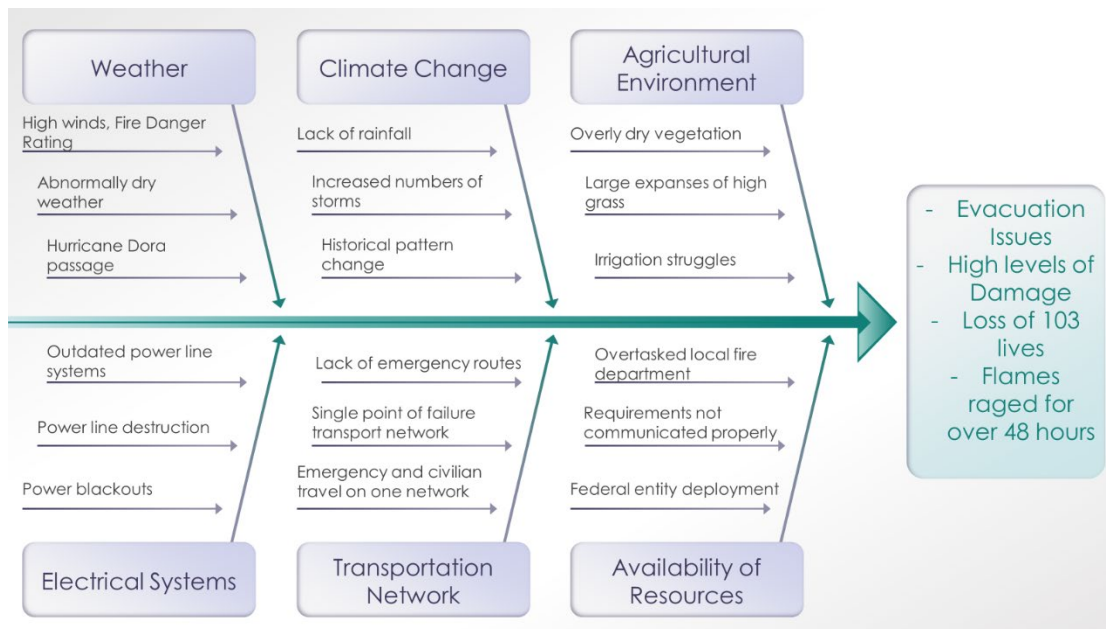 Weather
High winds, Fire Danger
Rating
Abnormally dry
weather
Hurricane Dora
passage
Climate Change
Lack of rainfall
Increased numbers of
storms
Historical pattern
change
Agricultural
Environment
Overly dry vegetation
Large expanses of high
grass
Irrigation struggles
Outdated power line
systems
Power line destruction
Power blackouts
Electrical Systems
Lack of emergency routes
Single point of failure
transport network
Emergency and civilian
travel on one network
Transportation
Network
Overtasked local fire
department
Requirements not
communicated properly
Federal entity deployment
Availability of
Resources
- Evacuation
Issues
- High levels of
Damage
- Loss of 103
lives
- Flames
raged for
over 48 hours